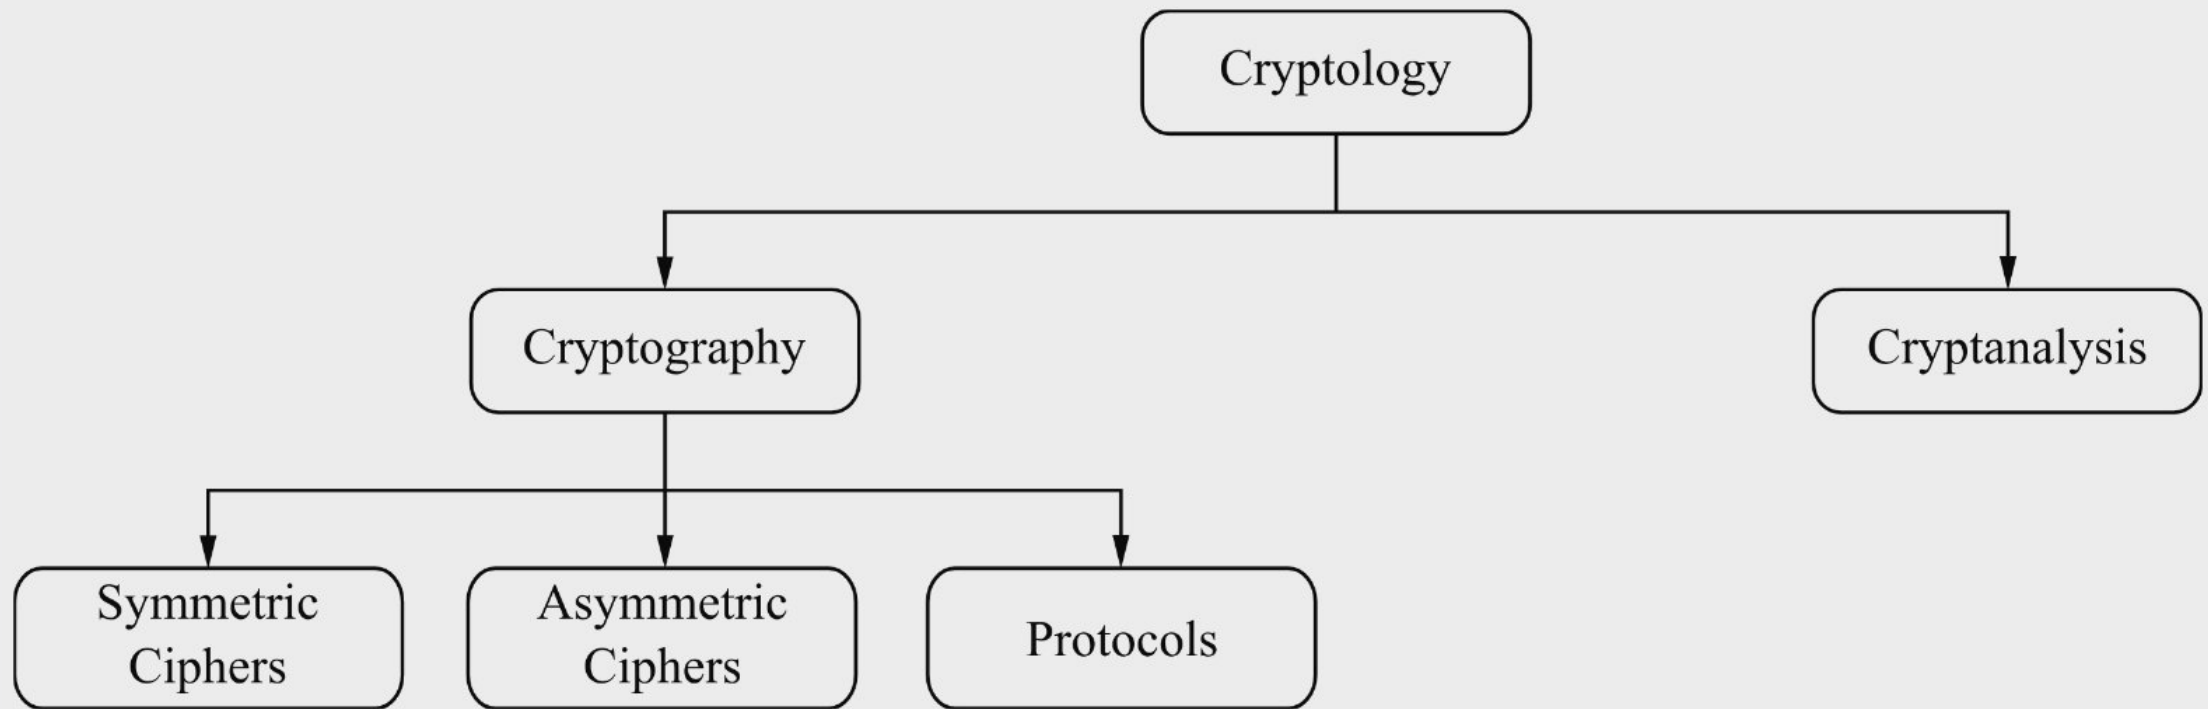 Cryptology
Cryptography
Cryptanalysis
Symmetric
Ciphers
Asymmetric
Ciphers
Protocols